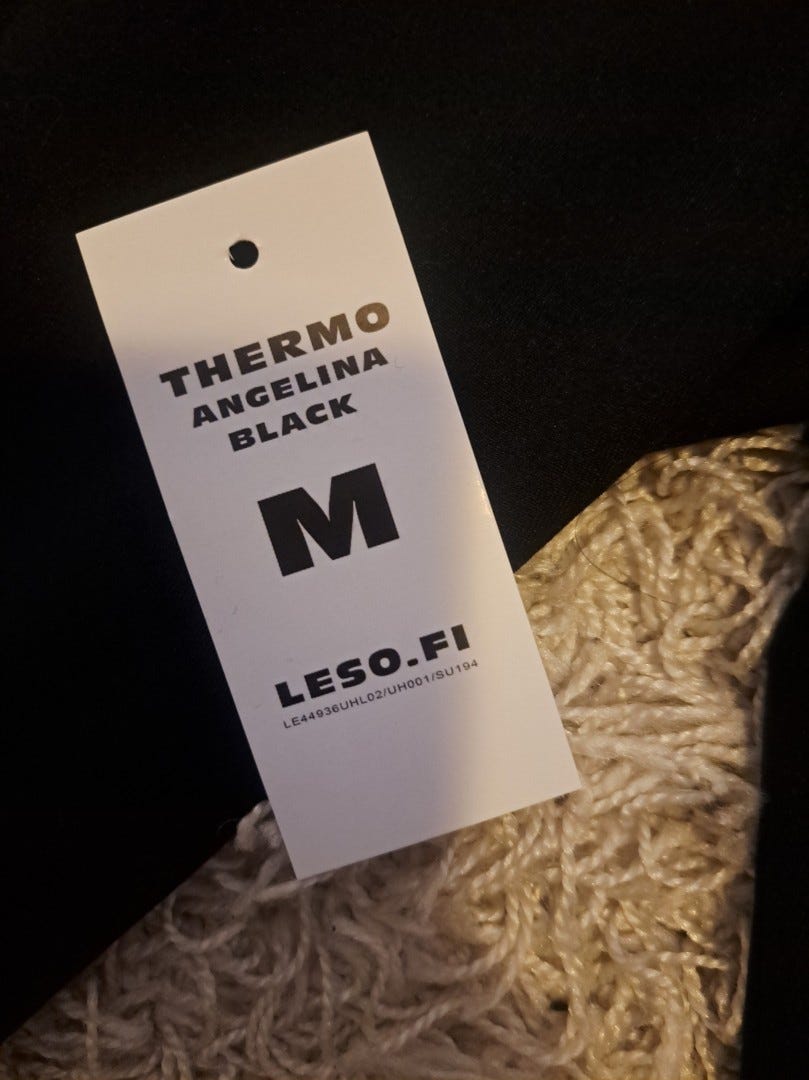 THERMO
ANGELINA
BLACK
M
LESO.FI
LE44936UHL02/UH001/SU194